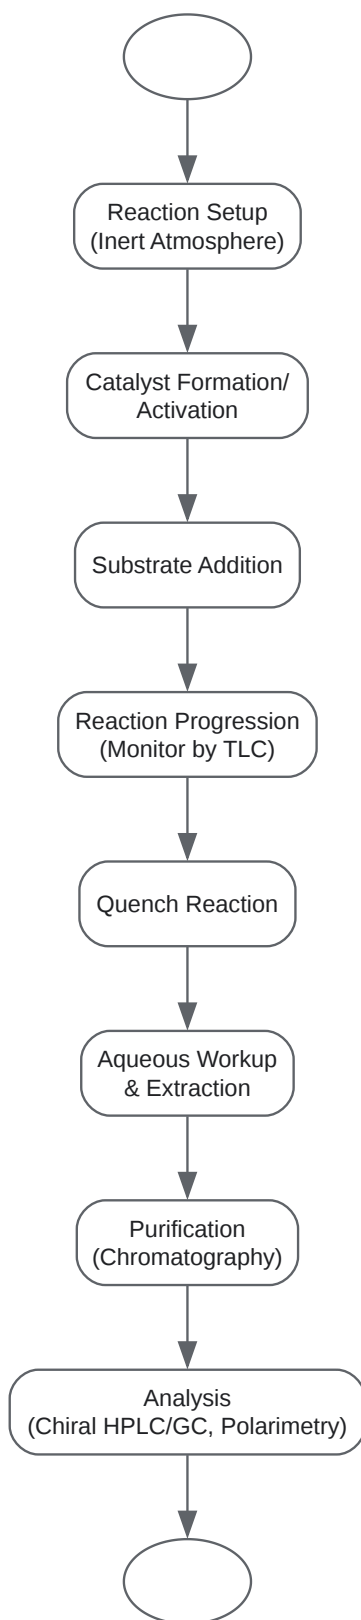 Reaction Setup
(Inert Atmosphere)
Catalyst Formation/
Activation
Substrate Addition
Reaction Progression
(Monitor by TLC)
Quench Reaction
Aqueous Workup
& Extraction
Purification
(Chromatography)
Analysis
(Chiral HPLC/GC, Polarimetry)